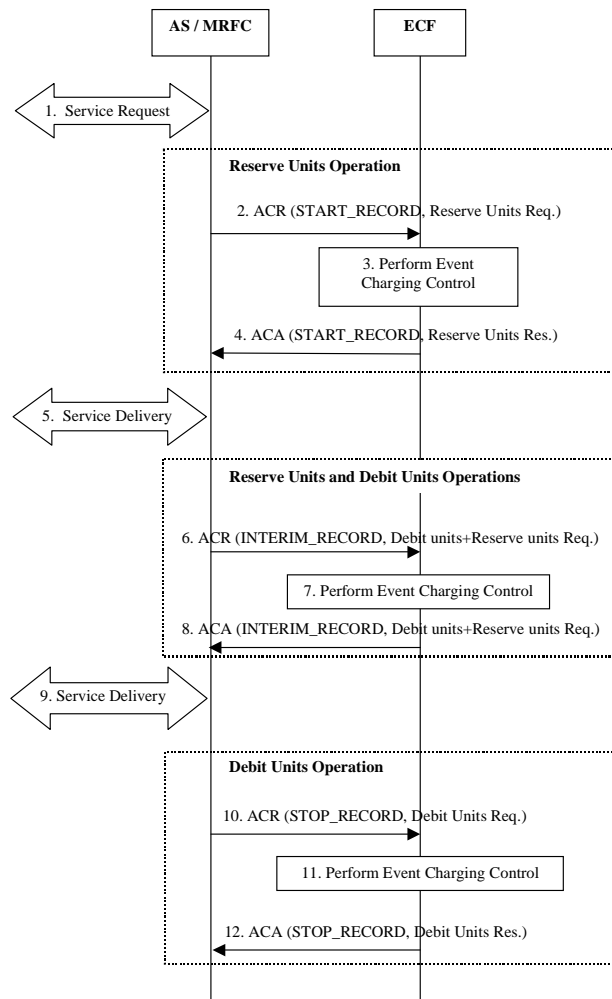 AS / MRFC
ECF
1. Service Request
Reserve Units Operation
2. ACR (START_RECORD, Reserve Units Req.)
3. Perform Event
Charging Control
4. ACA (START_RECORD, Reserve Units Res.)
5. Service Delivery
Reserve Units and Debit Units Operations
6. ACR (INTERIM_RECORD, Debit units+Reserve units Req.)
7. Perform Event Charging Control
8. ACA (INTERIM_RECORD, Debit units+Reserve units Req.)
9. Service Delivery
Debit Units Operation
10. ACR (STOP_RECORD, Debit Units Req.)
11. Perform Event Charging Control
12. ACA (STOP_RECORD, Debit Units Res.)